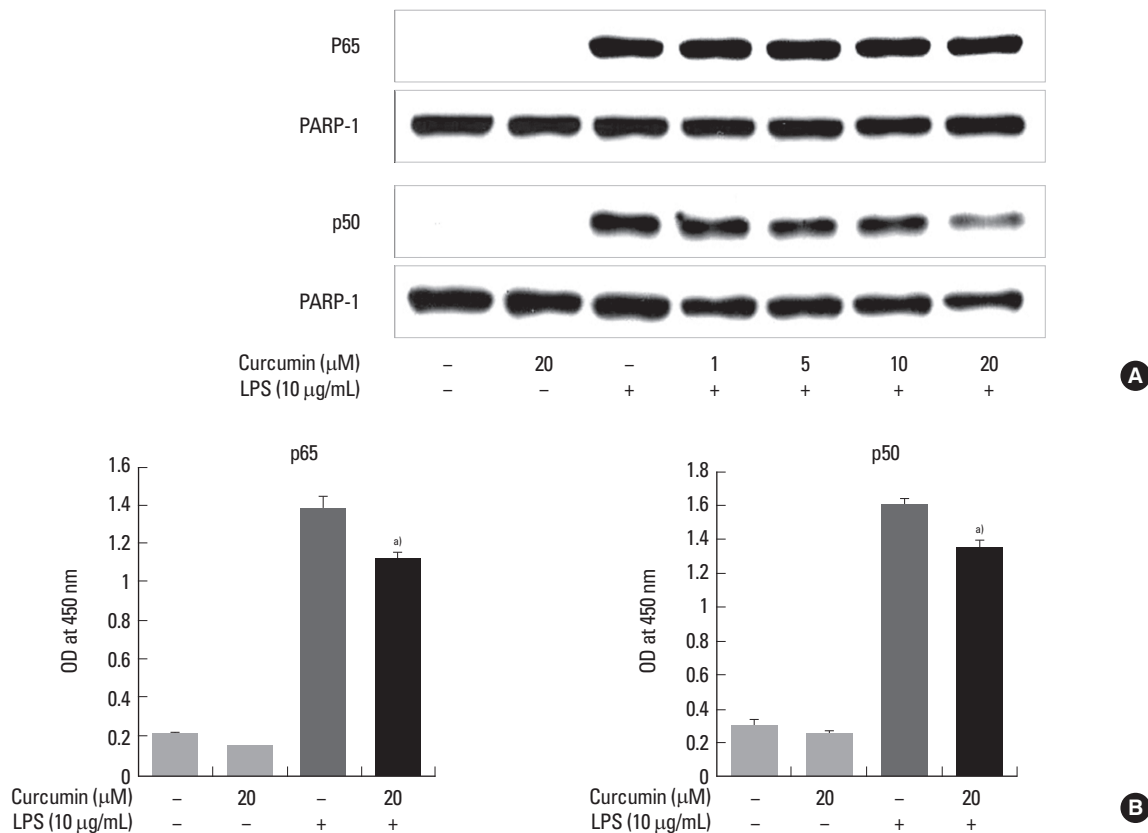 P65
PARP-1
p50
PARP-1
Curcumin (μM) – 20 – 1 5 10 20
LPS (10 μg/mL) – – + + + + +
A
p65
1.6
1.4
1.2
1
0.8
0.6
0.4
0.2
0
OD at 450 nm
a)
Curcumin (μM) – 20 – 20
LPS (10 μg/mL) – – + +
p50
1.8
1.6
1.4
1.2
1
0.8
0.6
0.4
0.2
0
OD at 450 nm
a)
Curcumin (μM) – 20 – 20
LPS (10 μg/mL) – – + +
B